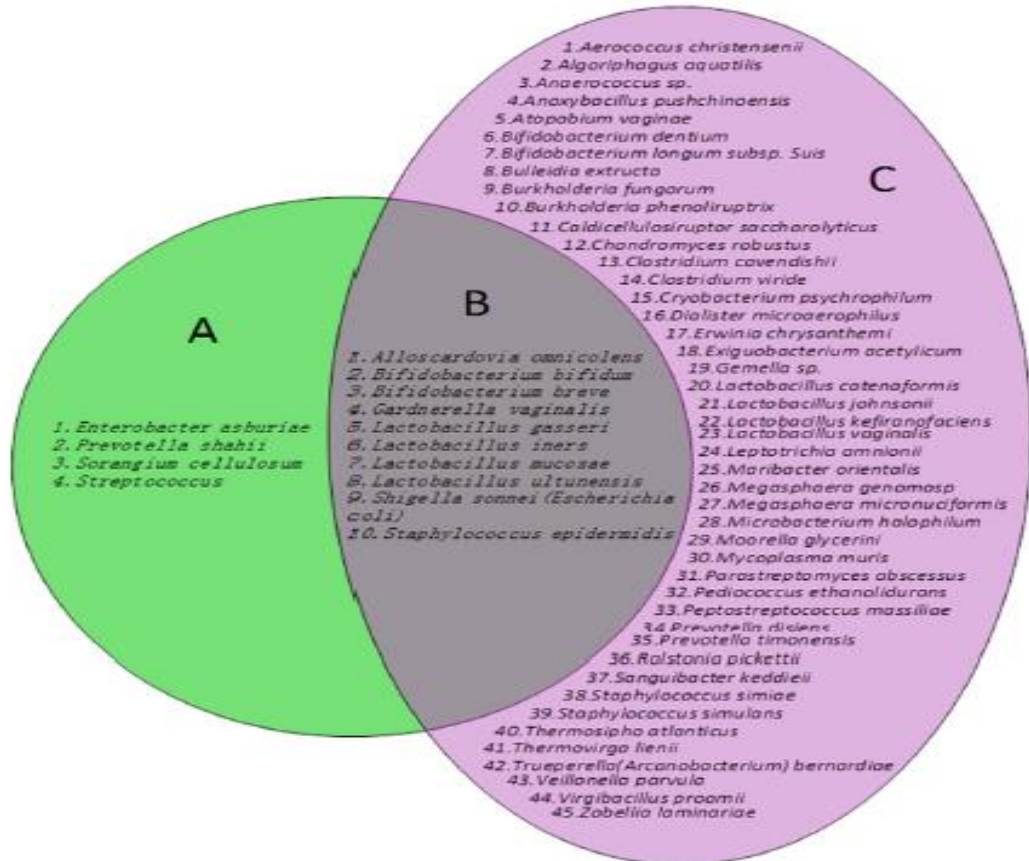 A
1.Enterobacter asburiae
2.Prevotella shahii
3.Sorangium cellulosum
4.Streptococcus
B
1.Alloscardovia omnicolens
2.Bifidobacterium bifidum
3.Bifidobacterium breve
4.Gardnerella vaginalis
5.Lactobacillus gasseri
6.Lactobacillus iners
7.Lactobacillus mucosae
8.Lactobacillus ultunensis
9.Shigella sonnei(Escherichia
coli)
10.Staphylococcus epidermidis
C
1.Aerococcus christensenii
2.Algoriphagus aquatilis
3.Anaerococcus sp.
4.Anoxybacillus pushchinoensis
5.Atopobium vaginae
6.Bifidobacterium dentium
7.Bifidobacterium longum subsp. Suis
8.Bulleidia extructa
9.Burkholderia fungorum
10.Burkholderia phenoliruptrix
11.Caldicellulosiruptor saccharolyticus
12.Chondromyces robustus
13.Clostridium cavendishii
14.Clostridium viride
15.Cryobacterium psychrophilum
16.Dialister microaerophilus
17.Erwinia chrysanthemi
18.Exiguobacterium acetylicum
19.Gemella sp.
20.Lactobacillus catenaformis
21.Lactobacillus johnsonii
22.Lactobacillus kefiranofaciens
23.Lactobacillus vaginalis
24.Leptotrichia amnionii
25.Maribacter orientalis
26.Megasphaera genomosp
27.Megasphaera micronuciformis
28.Microbacterium halophilum
29.Moorella glycerini
30.Mycoplasma muris
31.Parastreptomyces abscessus
32.Pediococcus ethanolidurans
33.Peptostreptococcus massiliae
34.Prevotella disiens
35.Prevotella timonensis
36.Ralstonia pickettii
37.Sanguibacter keddieii
38.Staphylococcus simiae
39.Staphylococcus simulans
40.Thermosipho atlanticus
41.Thermovirga lienii
42.Trueperella(Arcanobacterium) bernardiae
43.Veillonella parvula
44.Virgibacillus proomii
45.Zobellia laminariae